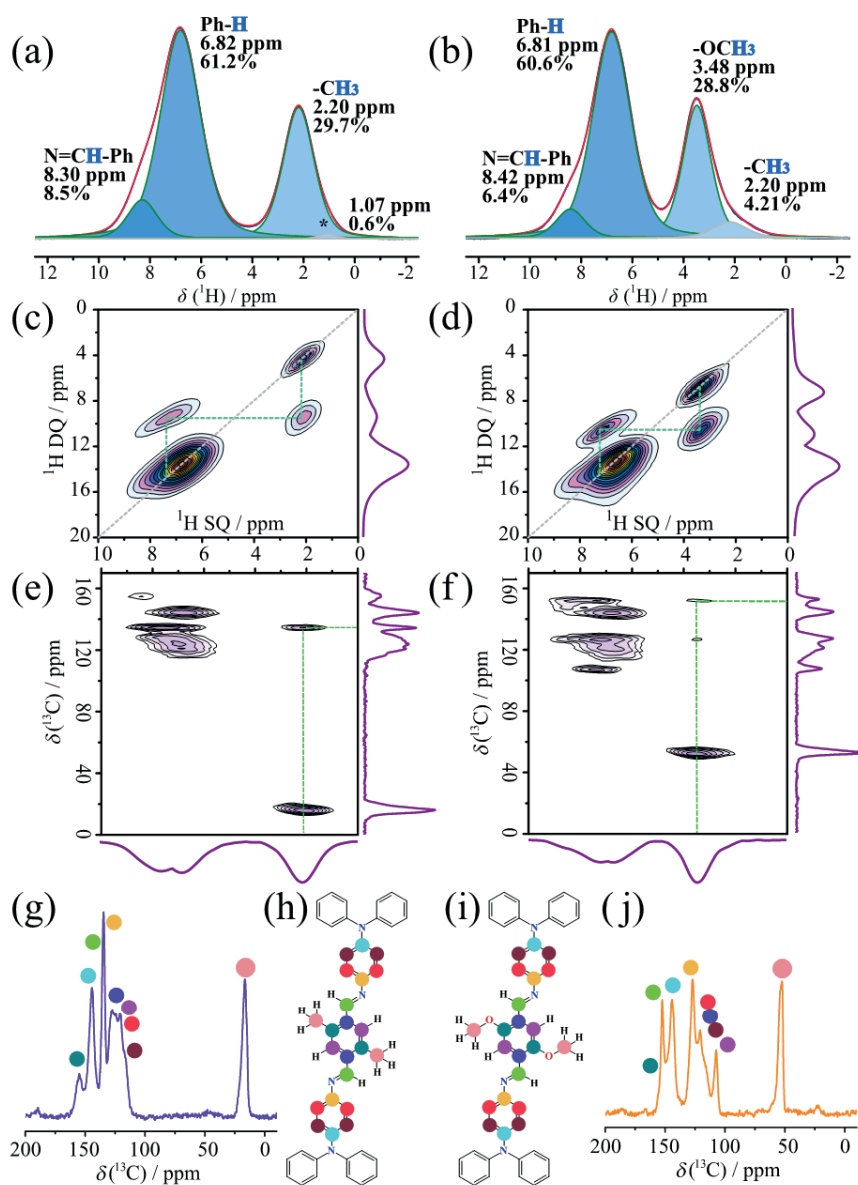 (a)
Ph-H
6.82 ppm
61.2%
-CH3
2.20 ppm
29.7%
N=CH-Ph
8.30 ppm
8.5%
1.07 ppm
0.6%
*
12 10 8 6 4 2 0 -2
δ (1H) / ppm
(b)
Ph-H
6.81 ppm
60.6%
-OCH3
3.48 ppm
28.8%
N=CH-Ph
8.42 ppm
6.4%
-CH3
2.20 ppm
4.21%
12 10 8 6 4 2 0 -2
δ (1H) / ppm
(c)
0
4
8
12
16
20
1H DQ / ppm
1H SQ / ppm
10 8 6 4 2 0
(d)
0
4
8
12
16
20
1H DQ / ppm
1H SQ / ppm
10 8 6 4 2 0
(e)
160
120
80
40
0
δ(13C) / ppm
(f)
160
120
80
40
0
δ(13C) / ppm
(g)
200 150 100 50 0
δ(13C) / ppm
(h)
N
N
H
H
H
H
H
CH3
H
N
N
(i)
N
N
H
O
H
CH3
H
O
CH3
N
H
N
(j)
200 150 100 50 0
δ(13C) / ppm